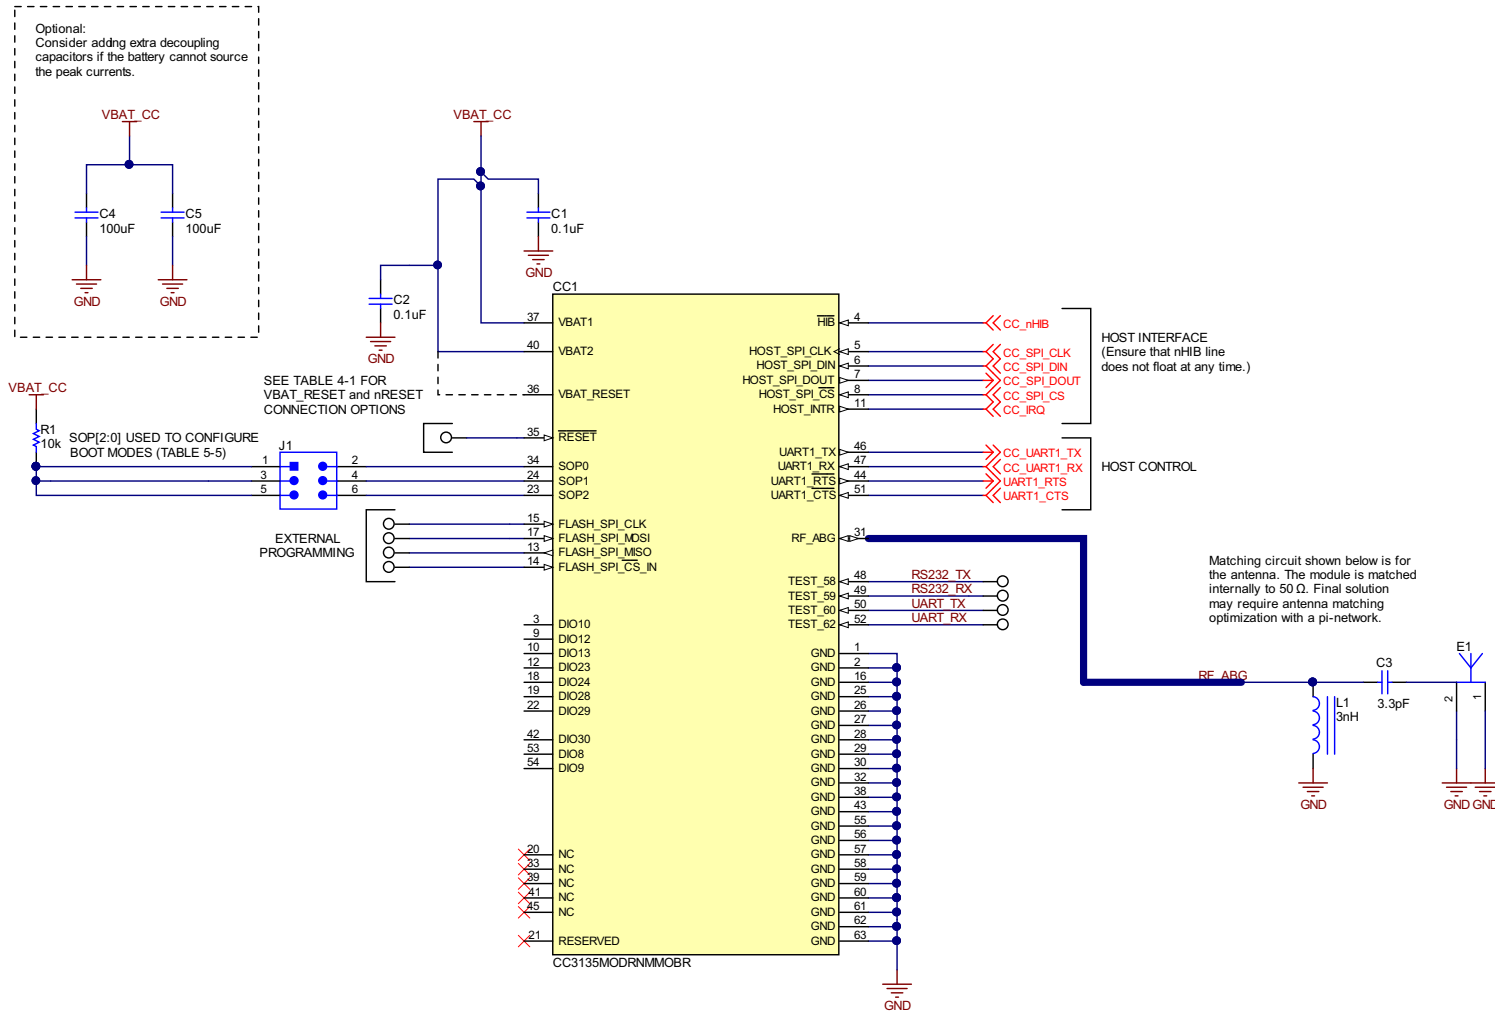 Optional:
Consider adding extra decoupling
capacitors if the battery cannot source
the peak currents.
VBAT_CC
C4
100uF
C5
100uF
GND
GND
VBAT_CC
C1
0.1uF
GND
C2
0.1uF
GND
VBAT_CC
R1
10k
SOP[2:0] USED TO CONFIGURE
BOOT MODES (TABLE 5-5)
SEE TABLE 4-1 FOR
VBAT_RESET and nRESET
CONNECTION OPTIONS
J1
1 2
3 4
5 6
EXTERNAL
PROGRAMMING
CC1
37 VBAT1
40 VBAT2
36 VBAT_RESET
35 RESET
34 SOP0
24 SOP1
23 SOP2
15 FLASH_SPI_CLK
17 FLASH_SPI_MOSI
13 FLASH_SPI_MISO
14 FLASH_SPI_CS_IN
3 DIO10
9 DIO12
10 DIO13
12 DIO23
18 DIO24
19 DIO28
22 DIO29
42 DIO30
53 DIO8
54 DIO9
20 NC
33 NC
39 NC
41 NC
45 NC
21 RESERVED
CC3135MODRNMMOBR
HIB 4 CC_nHIB
HOST_SPI_CLK 5 CC_SPI_CLK
HOST_SPI_DIN 6 CC_SPI_DIN
HOST_SPI_DOUT 7 CC_SPI_DOUT
HOST_SPI_CS 8 CC_SPI_CS
HOST_INTR 11 CC_IRQ
HOST INTERFACE
(Ensure that nHIB line
does not float at any time.)
UART1_TX 46 CC_UART1_TX
UART1_RX 47 CC_UART1_RX
UART1_RTS 44 UART1_RTS
UART1_CTS 51 UART1_CTS
HOST CONTROL
RF_ABG 31
TEST_58 48 RS232_TX
TEST_59 49 RS232_RX
TEST_60 50 UART_TX
TEST_62 52 UART_RX
GND 1
GND 2
GND 16
GND 25
GND 26
GND 27
GND 28
GND 29
GND 30
GND 32
GND 38
GND 43
GND 55
GND 56
GND 57
GND 58
GND 59
GND 60
GND 61
GND 62
GND 63
GND
Matching circuit shown below is for
the antenna. The module is matched
internally to 50 Ω. Final solution
may require antenna matching
optimization with a pi-network.
RF_ABG
L1
3nH
GND
C3
3.3pF
E1
2
1
GND
GND